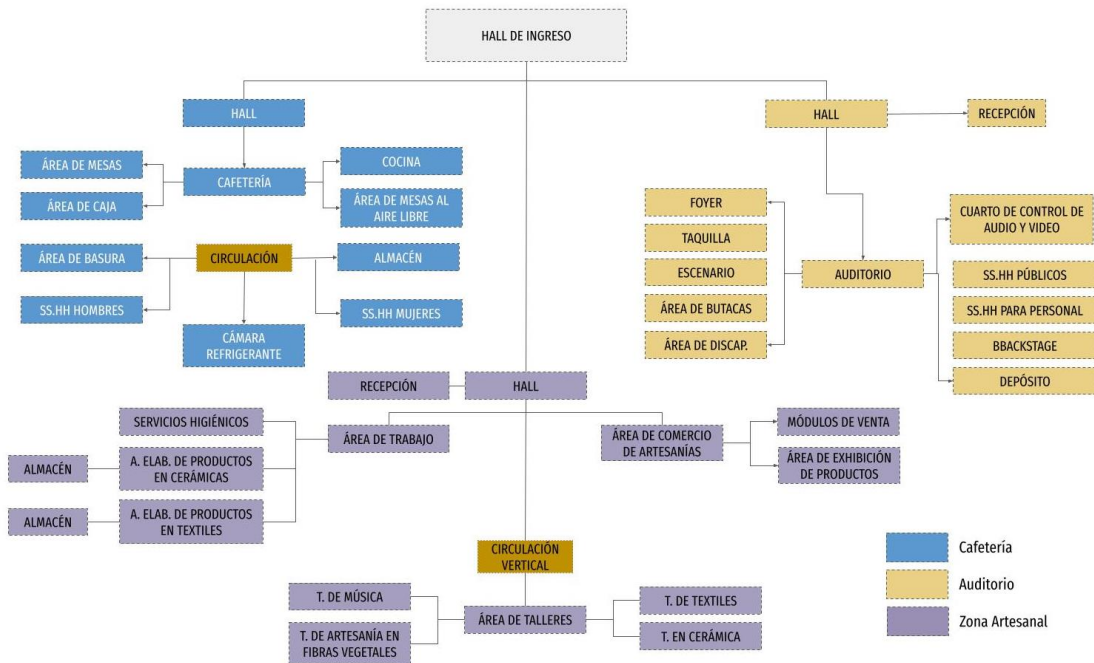 HALL DE INGRESO
HALL
HALL
RECEPCIÓN
ÁREA DE MESAS
CAFETERÍA
COCINA
ÁREA DE CAJA
ÁREA DE MESAS AL
AIRE LIBRE
ÁREA DE BASURA
CIRCULACIÓN
ALMACÉN
SS.HH HOMBRES
CÁMARA
REFRIGERANTE
SS.HH MUJERES
FOYER
TAQUILLA
ESCENARIO
ÁREA DE BUTACAS
ÁREA DE DISCAP.
AUDITORIO
CUARTO DE CONTROL DE
AUDIO Y VIDEO
SS.HH PÚBLICOS
SS.HH PARA PERSONAL
BBACKSTAGE
DEPÓSITO
RECEPCIÓN
HALL
SERVICIOS HIGIÉNICOS
ÁREA DE TRABAJO
ALMACÉN
A. ELAB. DE PRODUCTOS
EN CERÁMICAS
ALMACÉN
A. ELAB. DE PRODUCTOS
EN TEXTILES
ÁREA DE COMERCIO
DE ARTESANÍAS
MÓDULOS DE VENTA
ÁREA DE EXHIBICIÓN
DE PRODUCTOS
CIRCULACIÓN
VERTICAL
T. DE MÚSICA
T. DE ARTESANÍA EN
FIBRAS VEGETALES
ÁREA DE TALLERES
T. DE TEXTILES
T. EN CERÁMICA
Cafetería
Auditorio
Zona Artesanal